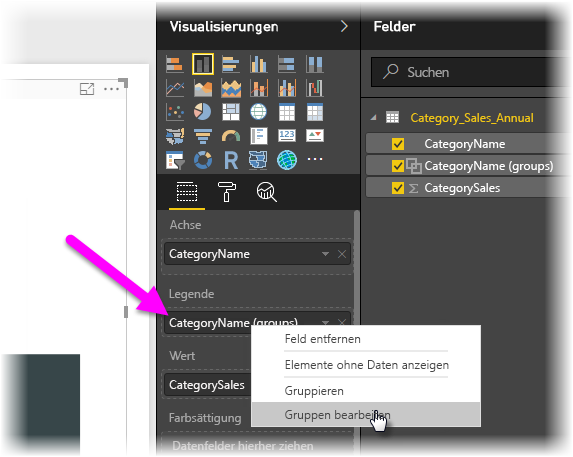 Visualisierungen
Felder
Suchen
Category_Sales_Annual
CategoryName
CategoryName (groups)
CategorySales
R
123
Achse
CategoryName
Legende
CategoryName (groups)
Wert
CategorySales
Farbsättigung
Datenfelder hierher ziehen
Feld entfernen
Elemente ohne Daten anzeigen
Gruppieren
Gruppen bearbeiten